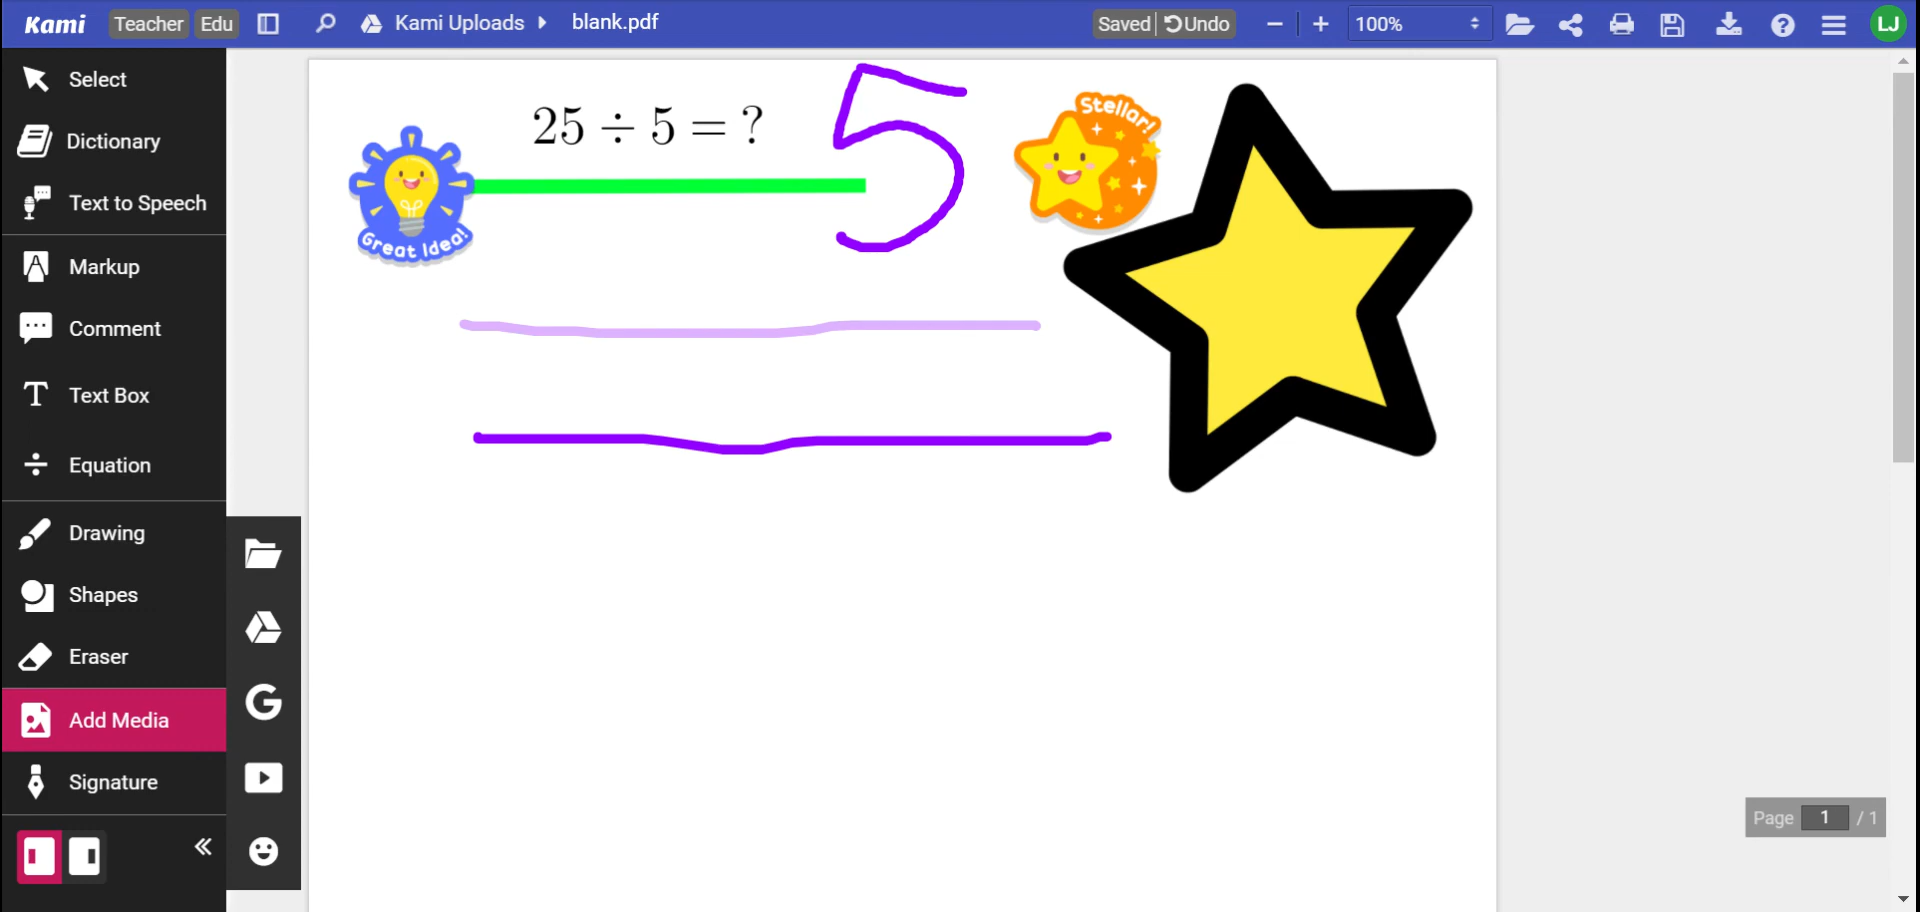 Kami Teacher Edu Kami Uploads blank.pdf Saved Undo − + 100% LJ
Select
Dictionary
Text to Speech
Markup
Comment
Text Box
Equation
Drawing
Shapes
Eraser
Add Media
Signature
25 ÷ 5 = ? 5
Stellar!
Great Idea!
Page 1 / 1